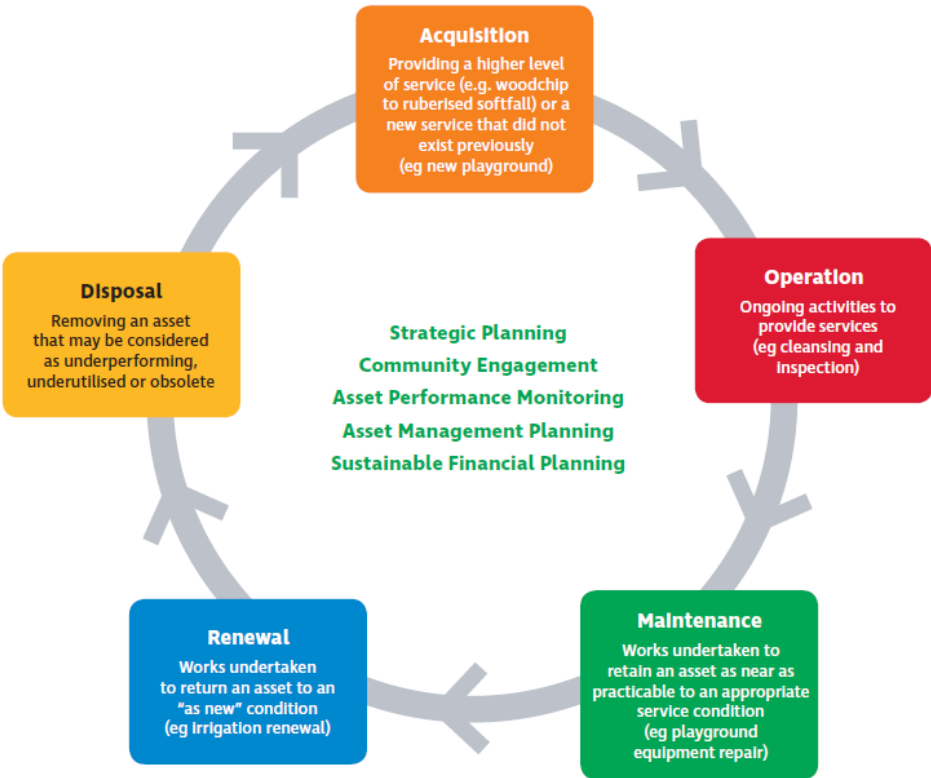 Acquisition
Providing a higher level
of service (e.g. woodchip
to ruberised softfall) or a
new service that did not
exist previously
(eg new playground)
Operation
Ongoing activities to
provide services
(eg cleansing and
inspection)
Maintenance
Works undertaken to
retain an asset as near as
practicable to an appropriate
service condition
(eg playground
equipment repair)
Renewal
Works undertaken
to return an asset to an
“as new” condition
(eg irrigation renewal)
Disposal
Removing an asset
that may be considered
as underperforming,
underutilised or obsolete
Strategic Planning
Community Engagement
Asset Performance Monitoring
Asset Management Planning
Sustainable Financial Planning